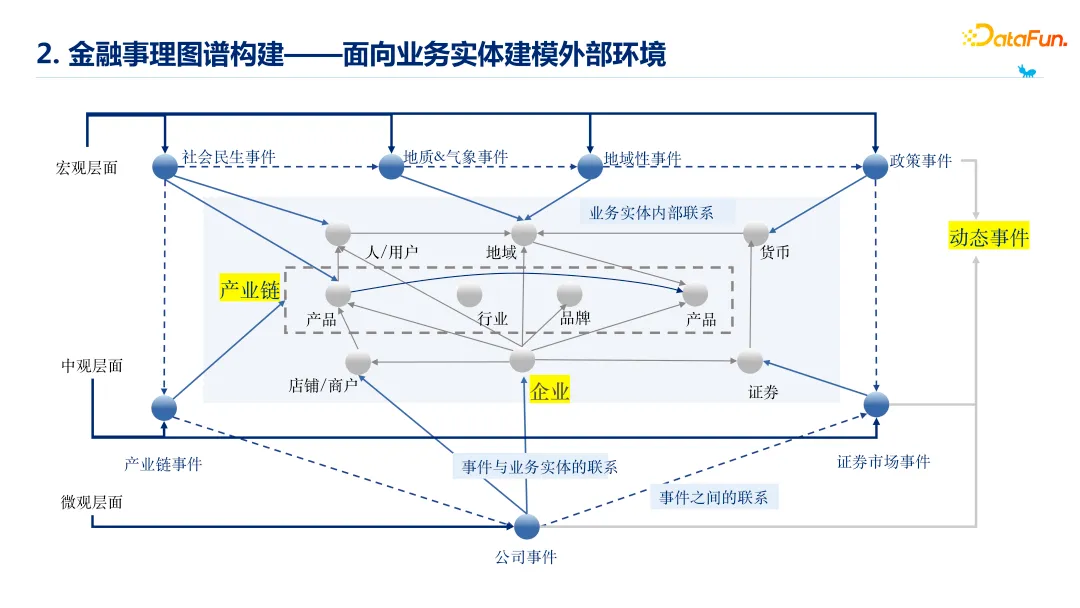 2. 金融事理图谱构建——面向业务实体建模外部环境
DataFun.
社会民生事件
地质&气象事件
地域性事件
政策事件
宏观层面
业务实体内部联系
动态事件
人/用户
地域
货币
产业链
产品
行业
品牌
产品
中观层面
店铺/商户
企业
证券
产业链事件
事件与业务实体的联系
证券市场事件
事件之间的联系
微观层面
公司事件